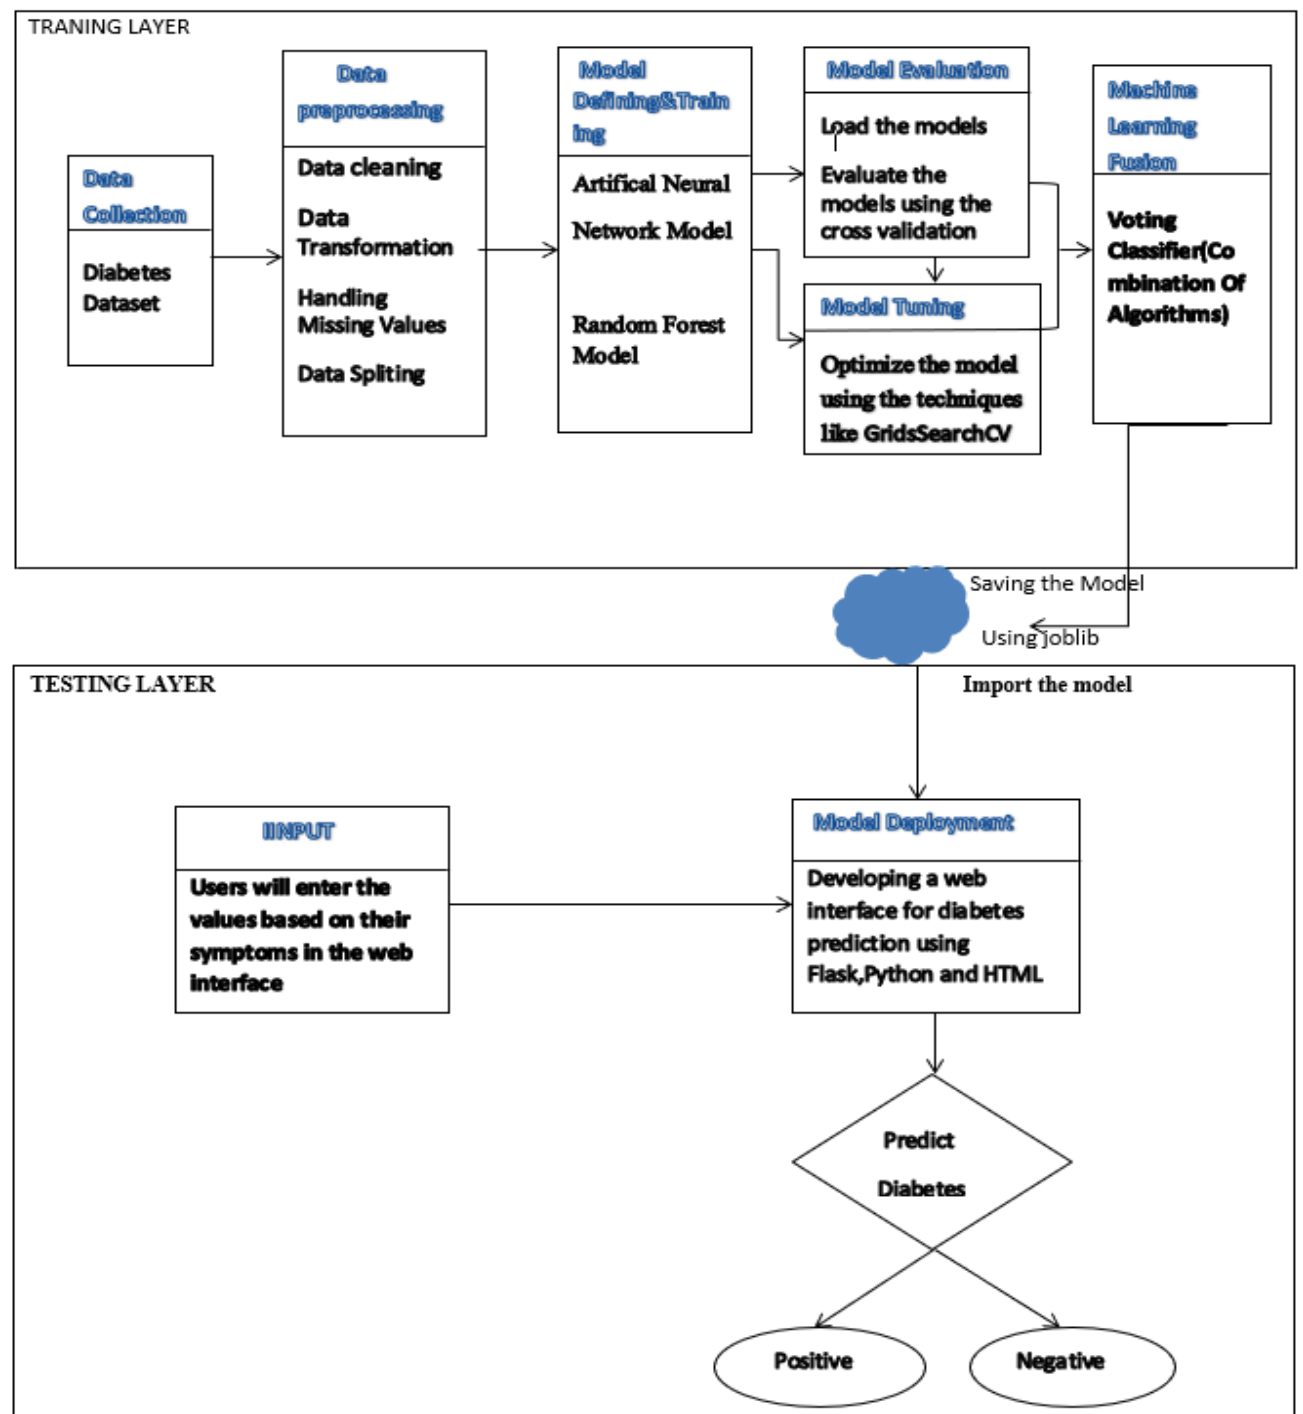 TRANING LAYER
Data
Collection
Diabetes
Dataset
Data
preprocessing
Data cleaning
Data
Transformation
Handling
Missing Values
Data Spliting
Model
Defining&Train
ing
Artifical Neural
Network Model
Random Forest
Model
Model Evaluation
Load the models
Evaluate the
models using the
cross validation
Model Tuning
Optimize the model
using the techniques
like GridsSearchCV
Machine
Learning
Fusion
Voting
Classifier(Co
mbination Of
Algorithms)
Saving the Model
Using joblib
TESTING LAYER
Import the model
IINPUT
Users will enter the
values based on their
symptoms in the web
interface
Model Deployment
Developing a web
interface for diabetes
prediction using
Flask,Python and HTML
Predict
Diabetes
Positive
Negative